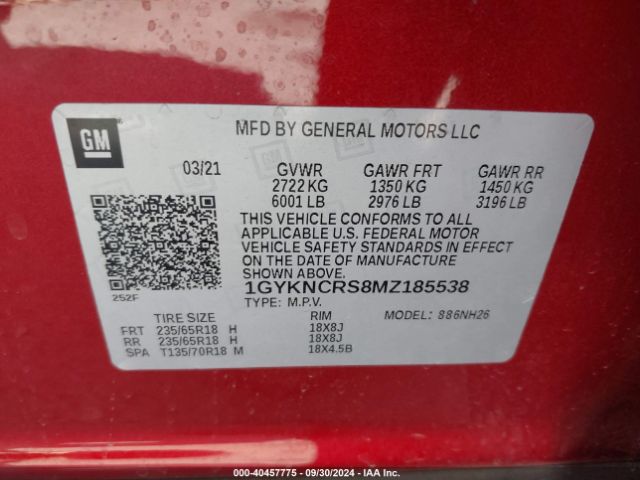 GM
MFD BY GENERAL MOTORS LLC
03/21 GVWR GAWR FRT GAWR RR
2722 KG 1350 KG 1450 KG
6001 LB 2976 LB 3196 LB
THIS VEHICLE CONFORMS TO ALL
APPLICABLE U.S. FEDERAL MOTOR
VEHICLE SAFETY STANDARDS IN EFFECT
ON THE DATE OF MANUFACTURE
SHOWN ABOVE.
252F
1GYKNCRS8MZ185538
TYPE: M.P.V. MODEL: 886NH26
TIRE SIZE RIM
FRT 235/65R18 H 18X8J
RR 235/65R18 H 18X8J
SPA T135/70R18 M 18X4.5B
000-40457775 - 09/30/2024 - IAA Inc.